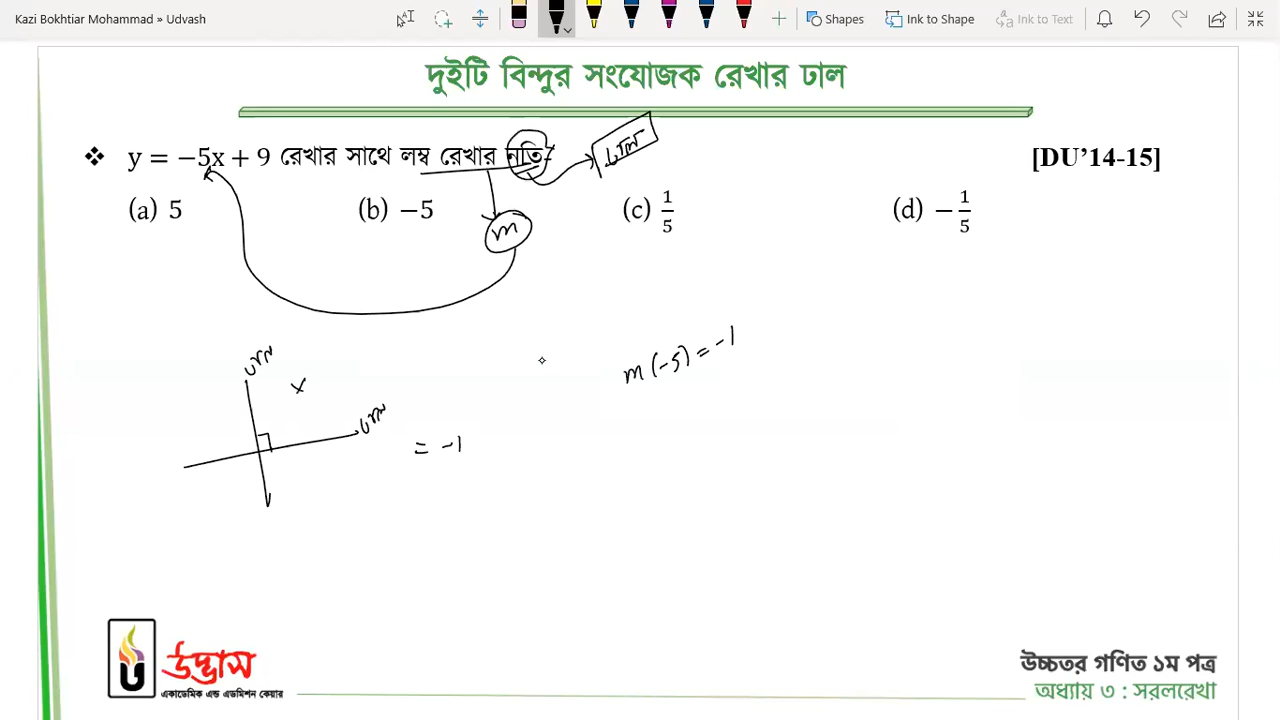 Kazi Bokhtiar Mohammad » Udvash
Shapes
Ink to Shape
Ink to Text
দুইটি বিন্দুর সংযোজক রেখার ঢাল
❖ y = −5x + 9 রেখার সাথে লম্ব রেখার নতি- ঢাল
[DU’14-15]
(a) 5 (b) −5 (c) 1/5 (d) −1/5
m
ঢাল
×
ঢাল
= -1
m (-5) = -1
উদ্ভাস
একাডেমিক এন্ড এডমিশন কেয়ার
উচ্চতর গণিত ১ম পত্র
অধ্যায় ৩ : সরলরেখা